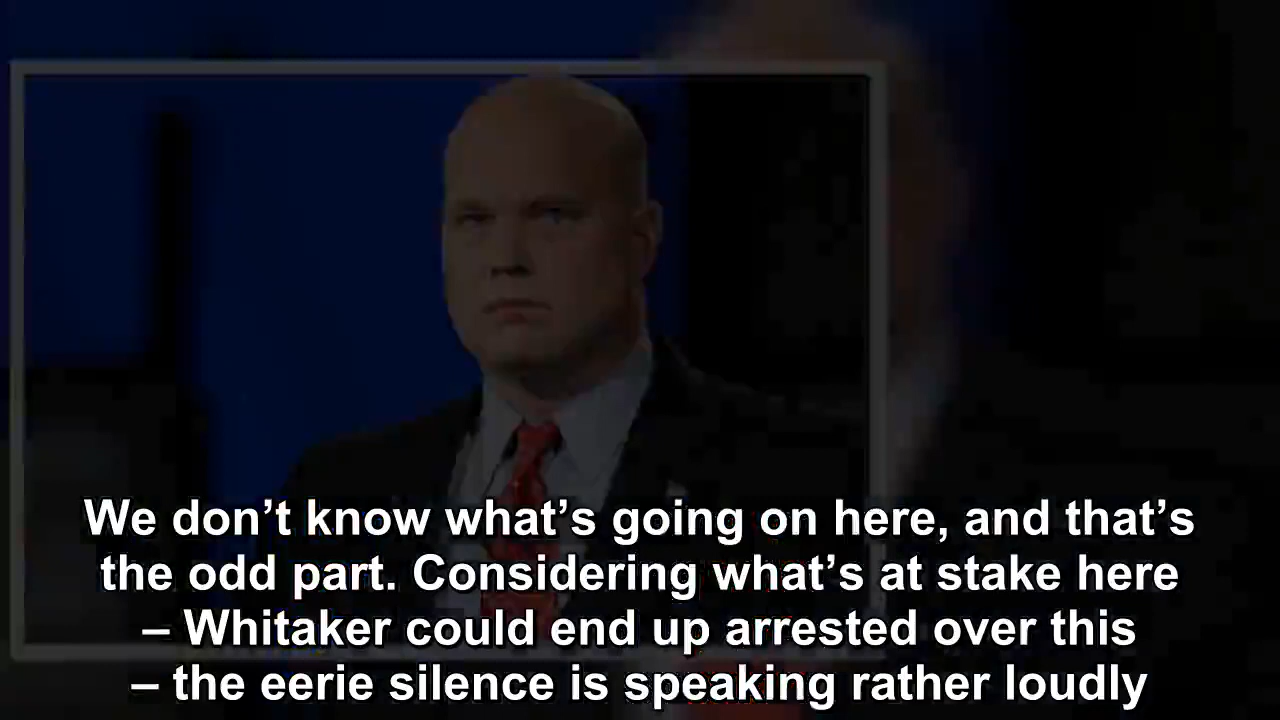 We don’t know what’s going on here, and that’s
the odd part. Considering what’s at stake here
– Whitaker could end up arrested over this
– the eerie silence is speaking rather loudly